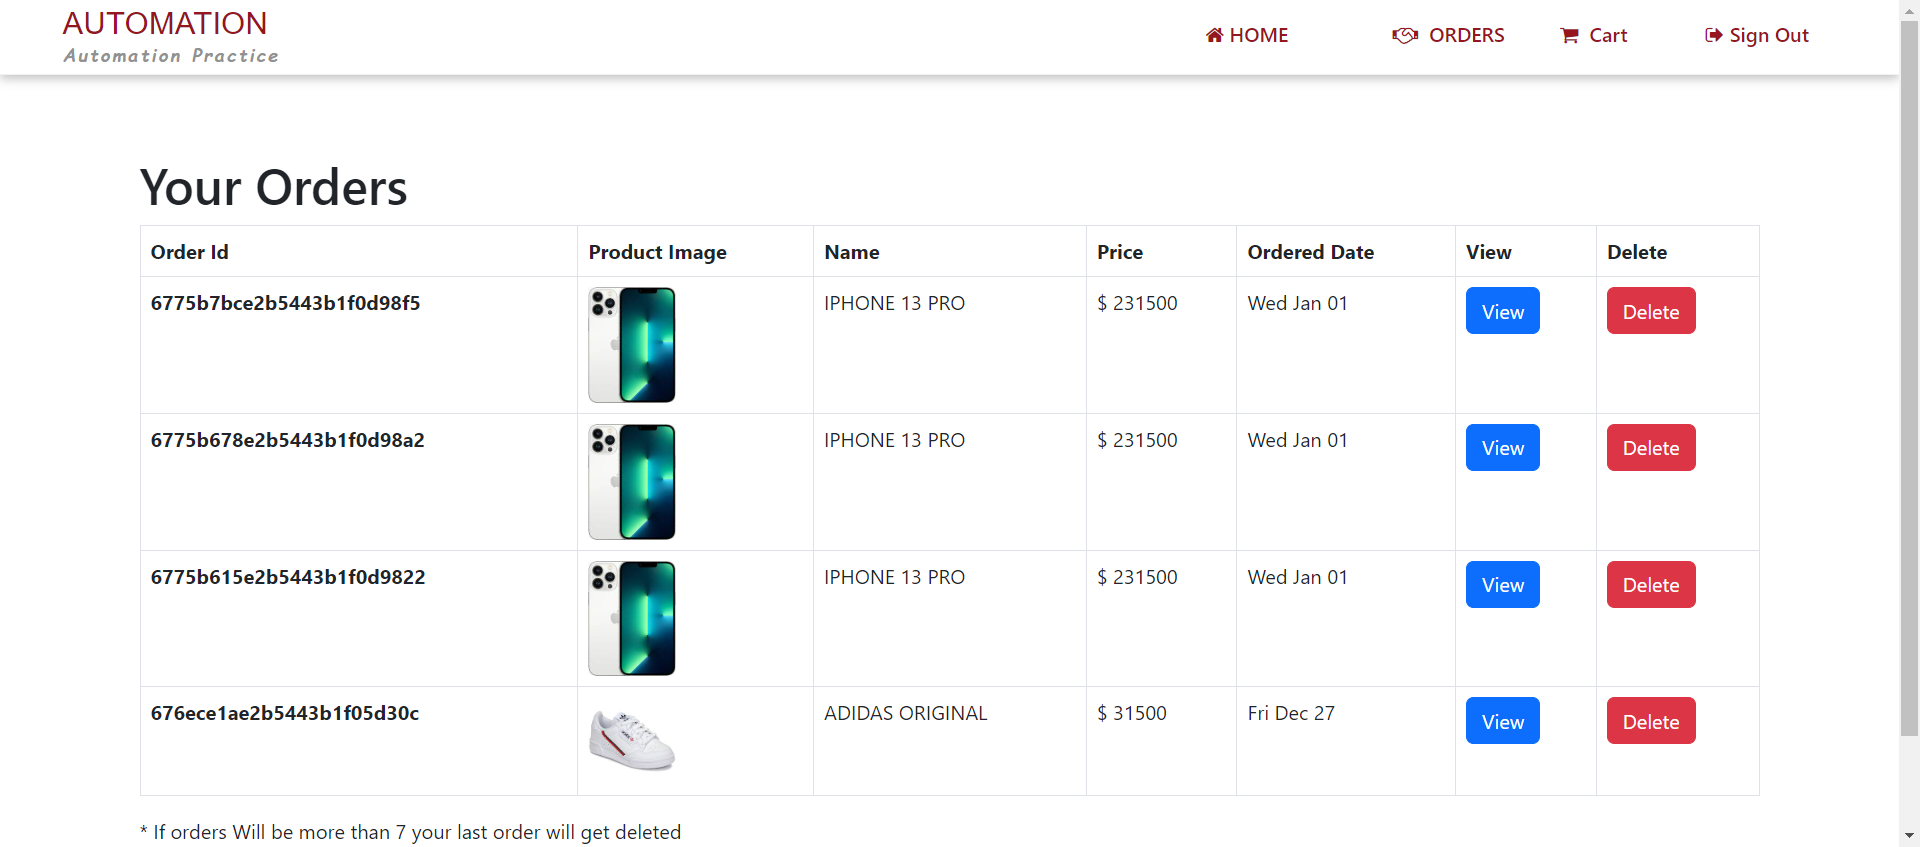 AUTOMATION
Automation Practice
HOME
ORDERS
Cart
Sign Out
Your Orders
Order Id Product Image Name Price Ordered Date View Delete
6775b7bce2b5443b1f0d98f5 IPHONE 13 PRO $ 231500 Wed Jan 01 View Delete
6775b678e2b5443b1f0d98a2 IPHONE 13 PRO $ 231500 Wed Jan 01 View Delete
6775b615e2b5443b1f0d9822 IPHONE 13 PRO $ 231500 Wed Jan 01 View Delete
676ece1ae2b5443b1f05d30c ADIDAS ORIGINAL $ 31500 Fri Dec 27 View Delete
* If orders Will be more than 7 your last order will get deleted